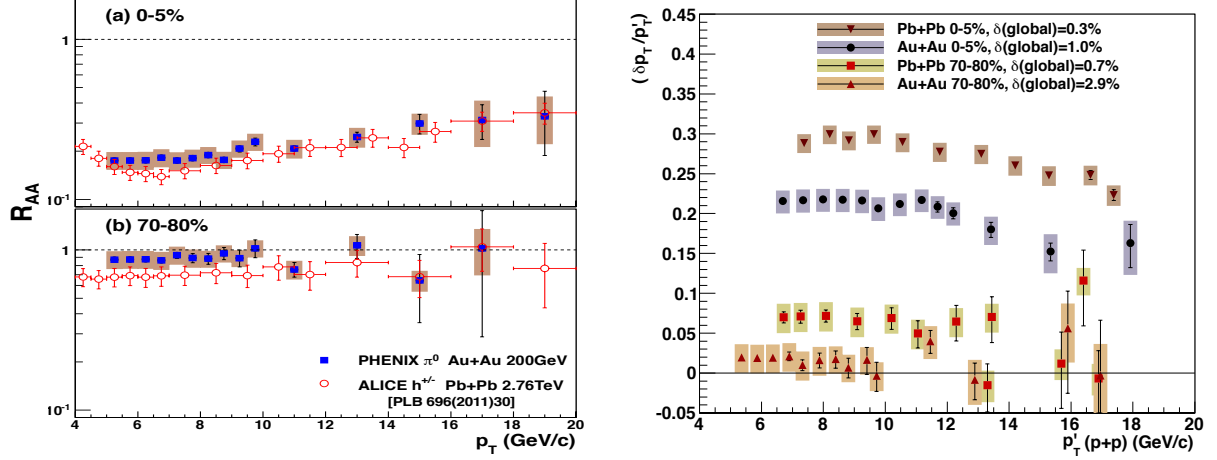 (a) 0-5%
1
10⁻¹
R_AA
(b) 70-80%
1
PHENIX π⁰ Au+Au 200GeV
ALICE h⁺/⁻ Pb+Pb 2.76TeV
[PLB 696(2011)30]
10⁻¹
4 6 8 10 12 14 16 18 20
p_T (GeV/c)
⟨ δp_T /p'_T⟩
0.45
0.4
0.35
0.3
0.25
0.2
0.15
0.1
0.05
0
-0.05
Pb+Pb 0-5%, δ(global)=0.3%
Au+Au 0-5%, δ(global)=1.0%
Pb+Pb 70-80%, δ(global)=0.7%
Au+Au 70-80%, δ(global)=2.9%
4 6 8 10 12 14 16 18 20
p'_T (p+p) (GeV/c)